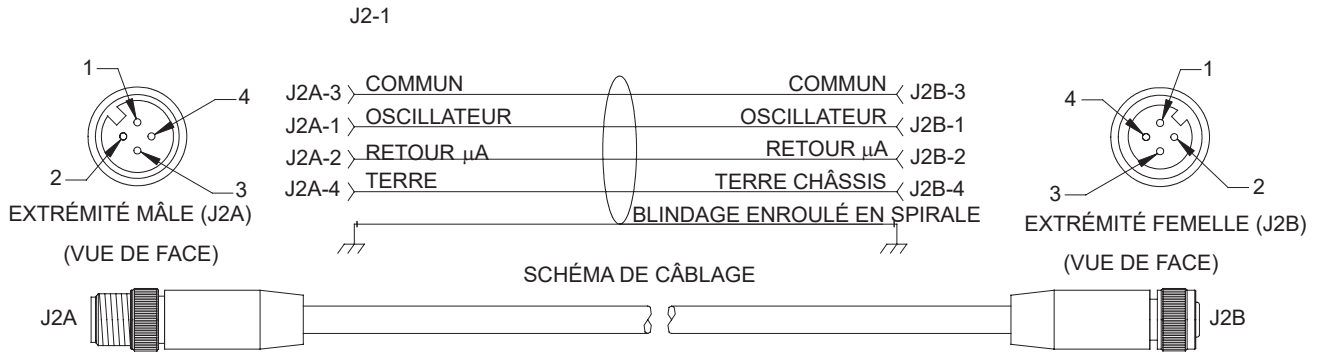 J2-1
1
4
2
3
EXTRÉMITÉ MÂLE (J2A)
(VUE DE FACE)
J2A-3 COMMUN COMMUN J2B-3
J2A-1 OSCILLATEUR OSCILLATEUR J2B-1
J2A-2 RETOUR µA RETOUR µA J2B-2
J2A-4 TERRE TERRE CHÂSSIS J2B-4
BLINDAGE ENROULÉ EN SPIRALE
1
4
3
2
EXTRÉMITÉ FEMELLE (J2B)
(VUE DE FACE)
SCHÉMA DE CÂBLAGE
J2A
J2B